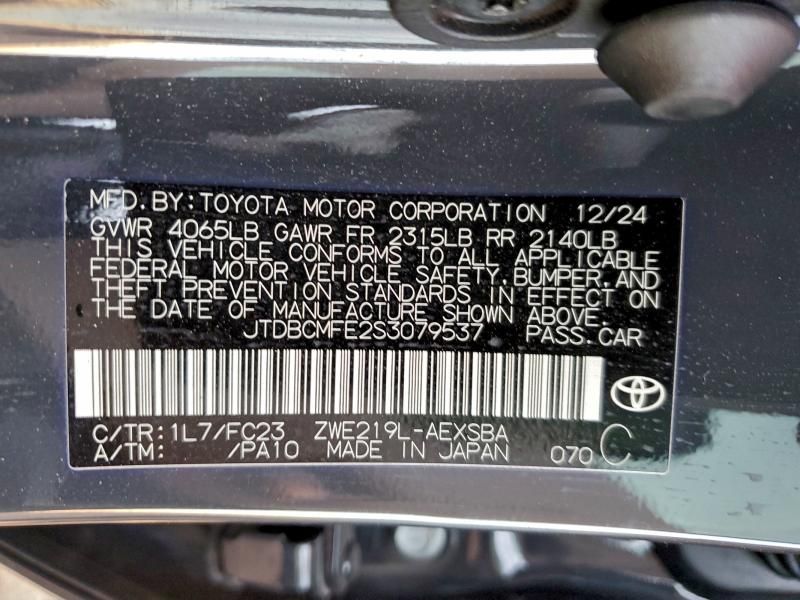 MFD. BY: TOYOTA MOTOR CORPORATION 12/24
GVWR 4065LB GAWR FR 2315LB RR 2140LB
THIS VEHICLE CONFORMS TO ALL APPLICABLE
FEDERAL MOTOR VEHICLE SAFETY, BUMPER, AND
THEFT PREVENTION STANDARDS IN EFFECT ON
THE DATE OF MANUFACTURE SHOWN ABOVE.
JTDBCMFE2S3079537 PASS. CAR
C/TR: 1L7/FC23 ZWE219L-AEXSBA
A/TM: /PA10 MADE IN JAPAN 070 C